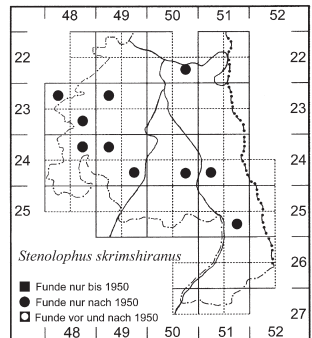 48 49 50 51 52
22 22
23 23
24 24
25 25
Stenolophus skrimshiranus
26
Funde nur bis 1950
Funde nur nach 1950
Funde vor und nach 1950
27
48 49 50 51 52